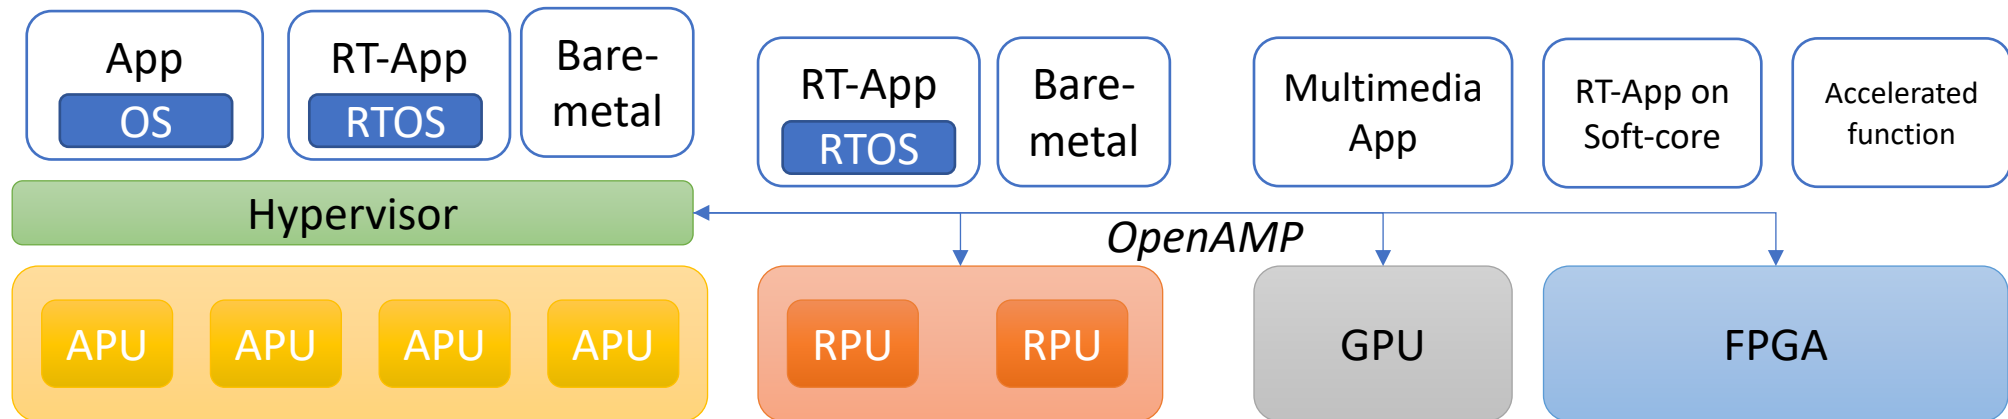 App
OS
RT-App
RTOS
Bare-
metal
RT-App
RTOS
Bare-
metal
Multimedia
App
RT-App on
Soft-core
Accelerated
function
Hypervisor
OpenAMP
APU
APU
APU
APU
RPU
RPU
GPU
FPGA